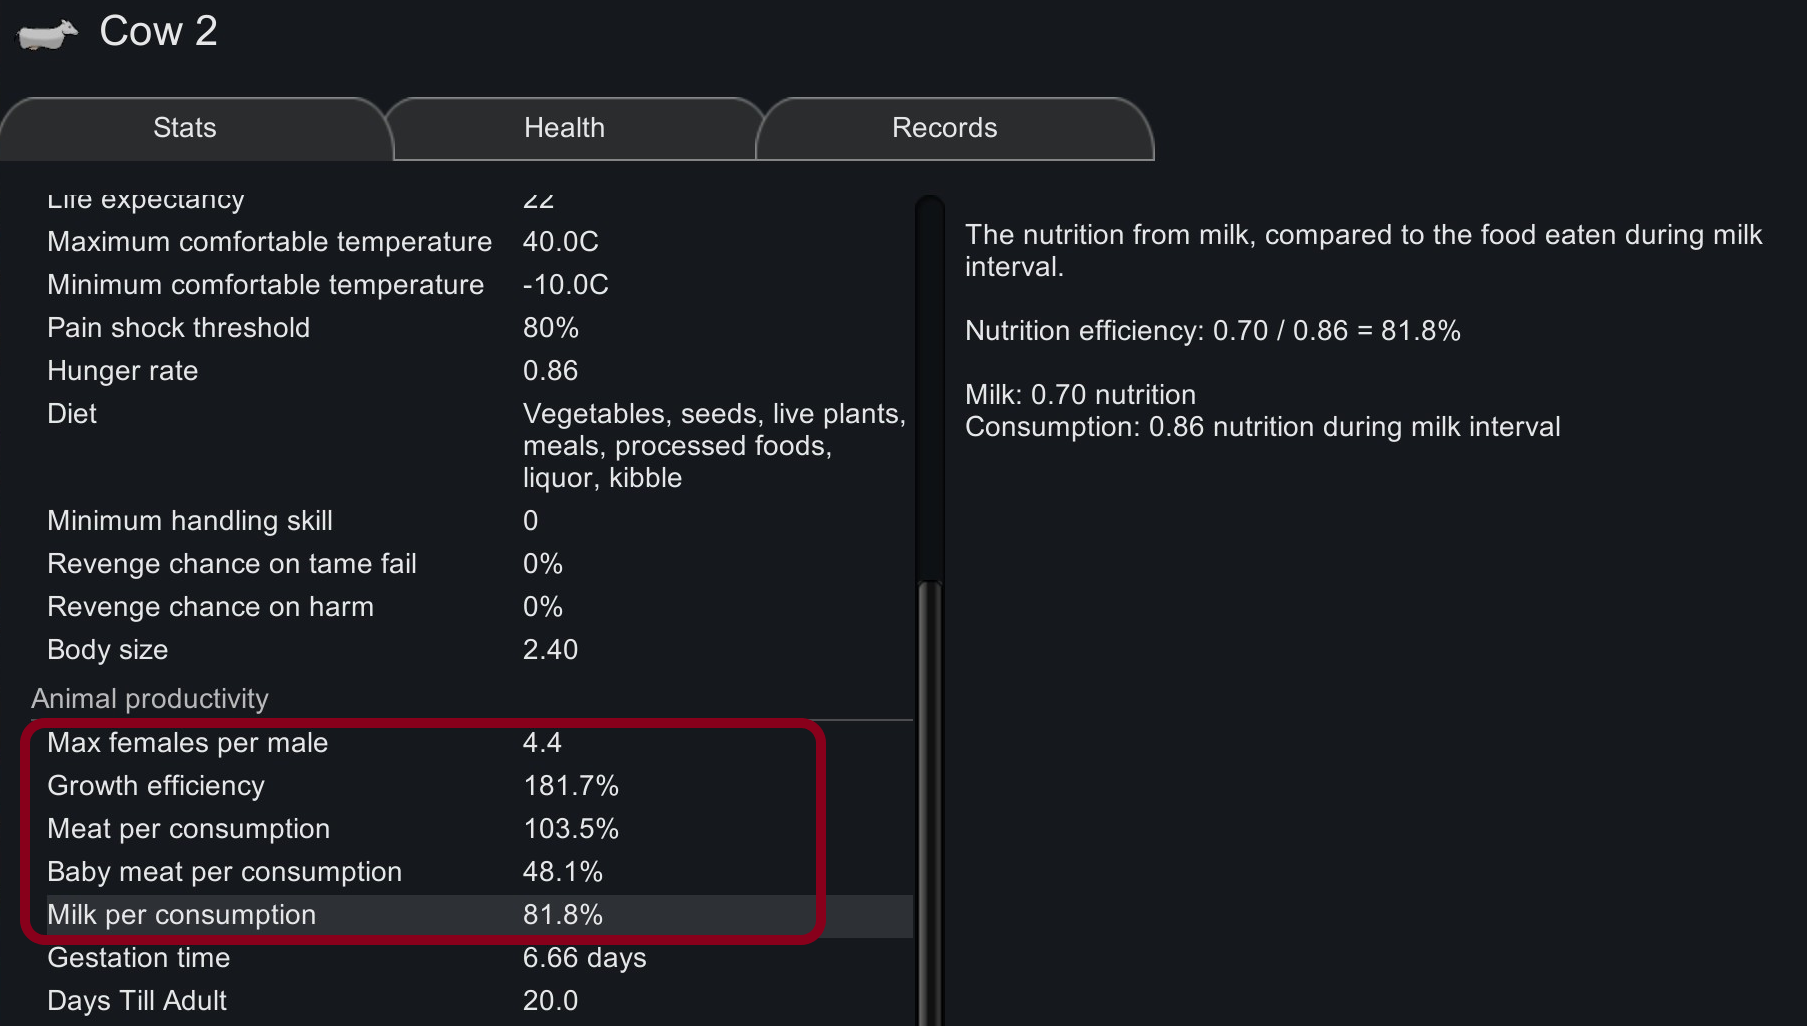 Cow 2
Stats
Health
Records
Life expectancy 22
Maximum comfortable temperature 40.0C
Minimum comfortable temperature -10.0C
Pain shock threshold 80%
Hunger rate 0.86
Diet Vegetables, seeds, live plants,
meals, processed foods,
liquor, kibble
Minimum handling skill 0
Revenge chance on tame fail 0%
Revenge chance on harm 0%
Body size 2.40
Animal productivity
Max females per male 4.4
Growth efficiency 181.7%
Meat per consumption 103.5%
Baby meat per consumption 48.1%
Milk per consumption 81.8%
Gestation time 6.66 days
Days Till Adult 20.0
The nutrition from milk, compared to the food eaten during milk
interval.
Nutrition efficiency: 0.70 / 0.86 = 81.8%
Milk: 0.70 nutrition
Consumption: 0.86 nutrition during milk interval